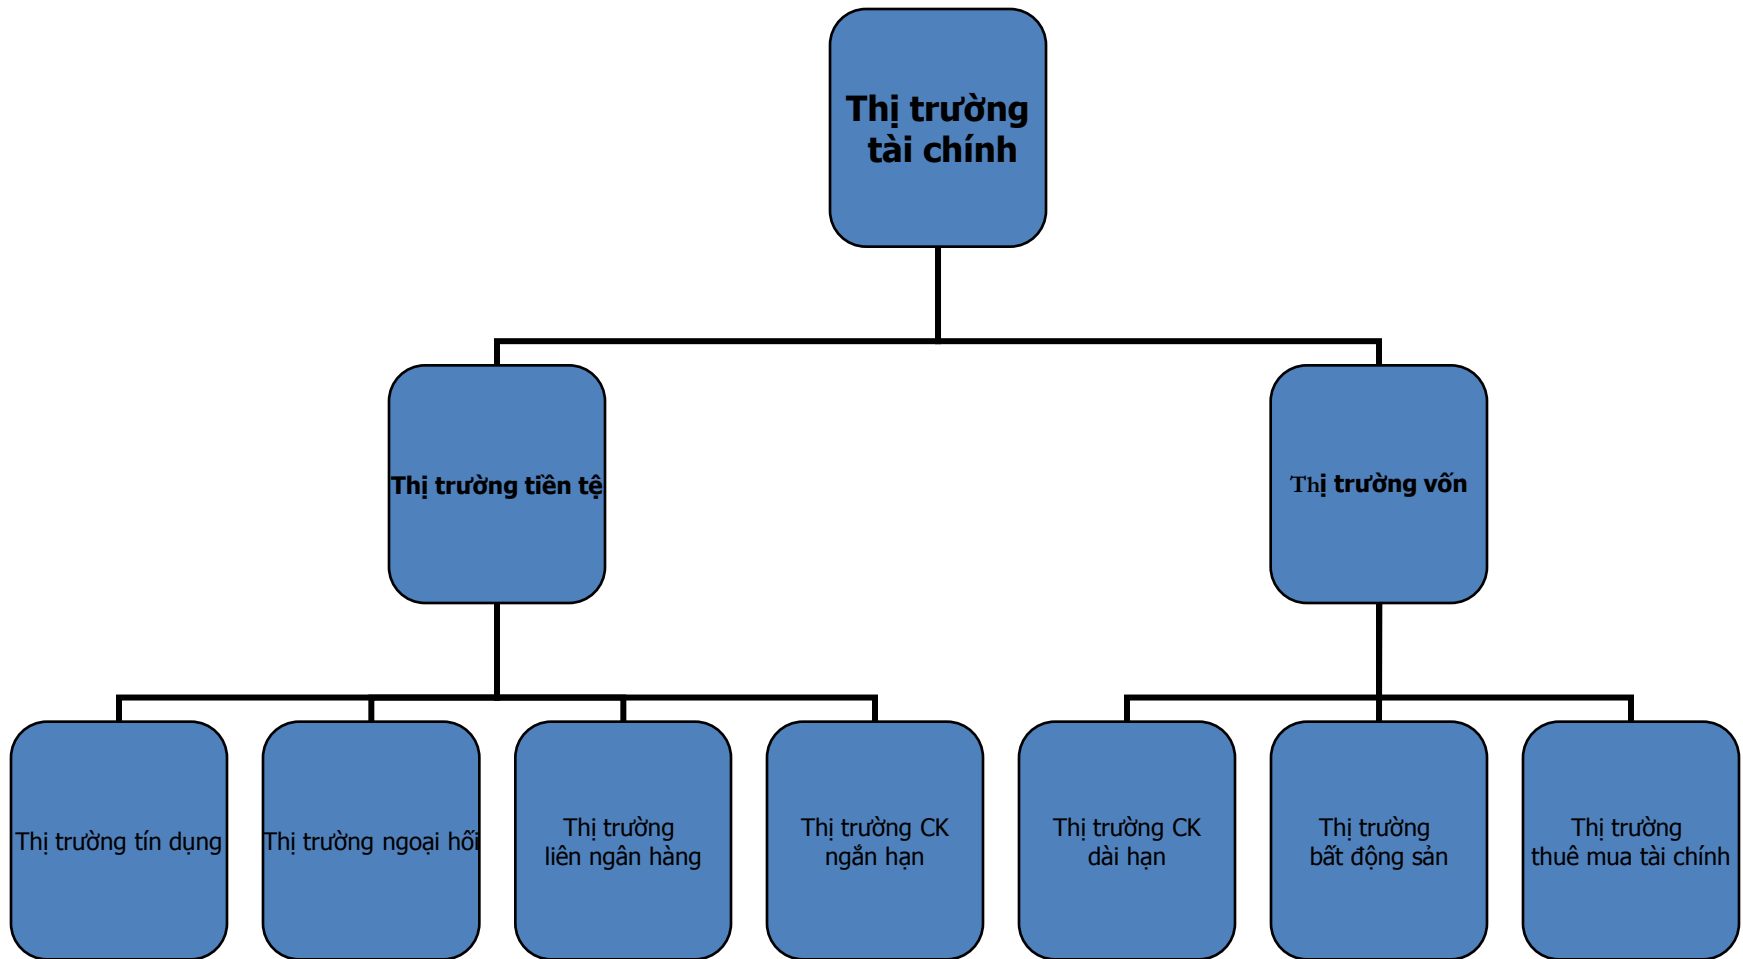 Thị trường
tài chính
Thị trường tiền tệ
Thị trường vốn
Thị trường tín dụng
Thị trường ngoại hối
Thị trường
liên ngân hàng
Thị trường CK
ngắn hạn
Thị trường CK
dài hạn
Thị trường
bất động sản
Thị trường
thuê mua tài chính